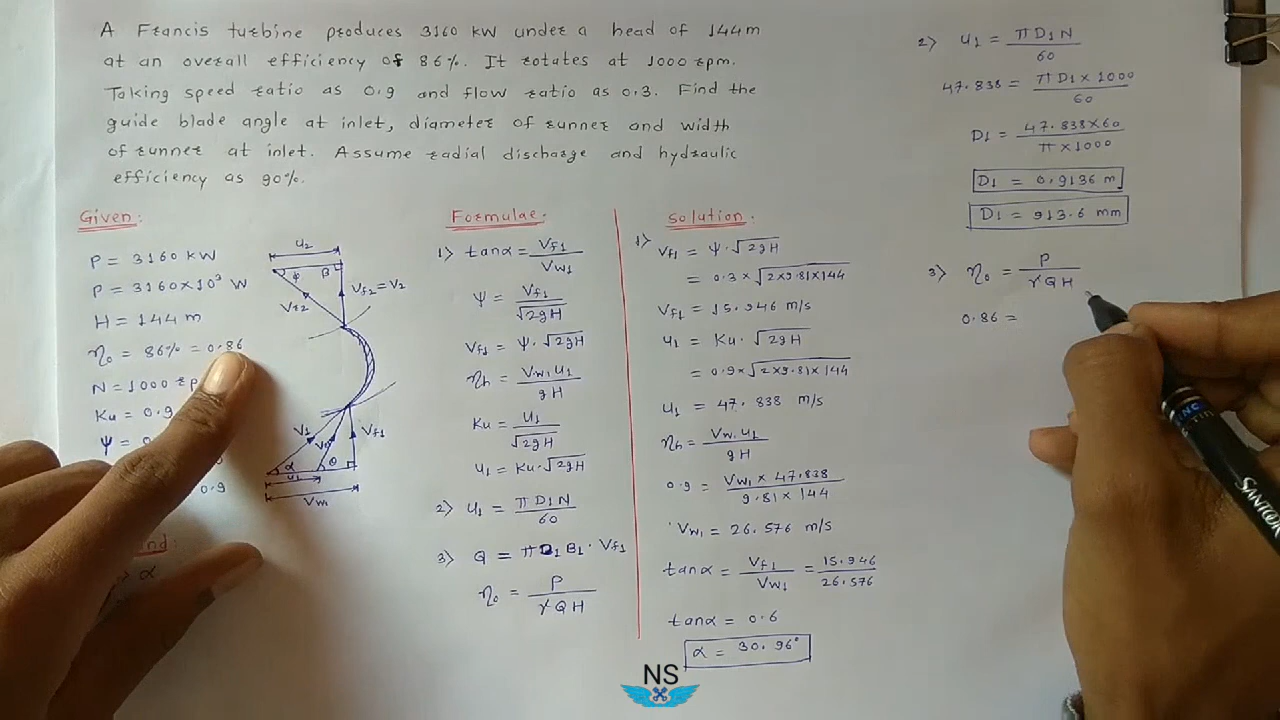 A Francis turbine produces 3160 kW under a head of 144m
at an overall efficiency of 86%. It rotates at 1000 rpm.
Taking speed ratio as 0.9 and flow ratio as 0.3. Find the
guide blade angle at inlet, diameter of runner and width
of runner at inlet. Assume radial discharge and hydraulic
efficiency as 90%.
Given:
P = 3160 KW
P = 3160×10³ W
H = 144 m
η₀ = 86% = 0.86
N = 1000
Ku = 0.9
ψ =
0.9
α
u₂
φ
β
Vr₂
Vf₂ = V₂
V₁
Vf₁
α
θ
u₁
Vw₁
Formulae:
1) tanα = Vf₁ / Vw₁
ψ = Vf₁ / √2gH
Vf₁ = ψ · √2gH
ηh = Vw₁ u₁ / gH
Ku = u₁ / √2gH
u₁ = Ku · √2gH
2) u₁ = π D₁ N / 60
3) Q = π D₁ B₁ · Vf₁
η₀ = P / γ Q H
Solution:
1) Vf₁ = ψ · √2gH
= 0.3 × √2×9.81×144
Vf₁ = 15.946 m/s
u₁ = Ku · √2gH
= 0.9 × √2×9.81×144
u₁ = 47.838 m/s
ηh = Vw₁ u₁ / gH
0.9 = Vw₁ × 47.838 / 9.81 × 144
Vw₁ = 26.576 m/s
tanα = Vf₁ / Vw₁ = 15.946 / 26.576
tanα = 0.6
α = 30.96°
2) u₁ = π D₁ N / 60
47.838 = π D₁ × 1000 / 60
D₁ = 47.838×60 / π × 1000
D₁ = 0.9136 m
D₁ = 913.6 mm
3) η₀ = P / γ Q H
0.86 =
NS